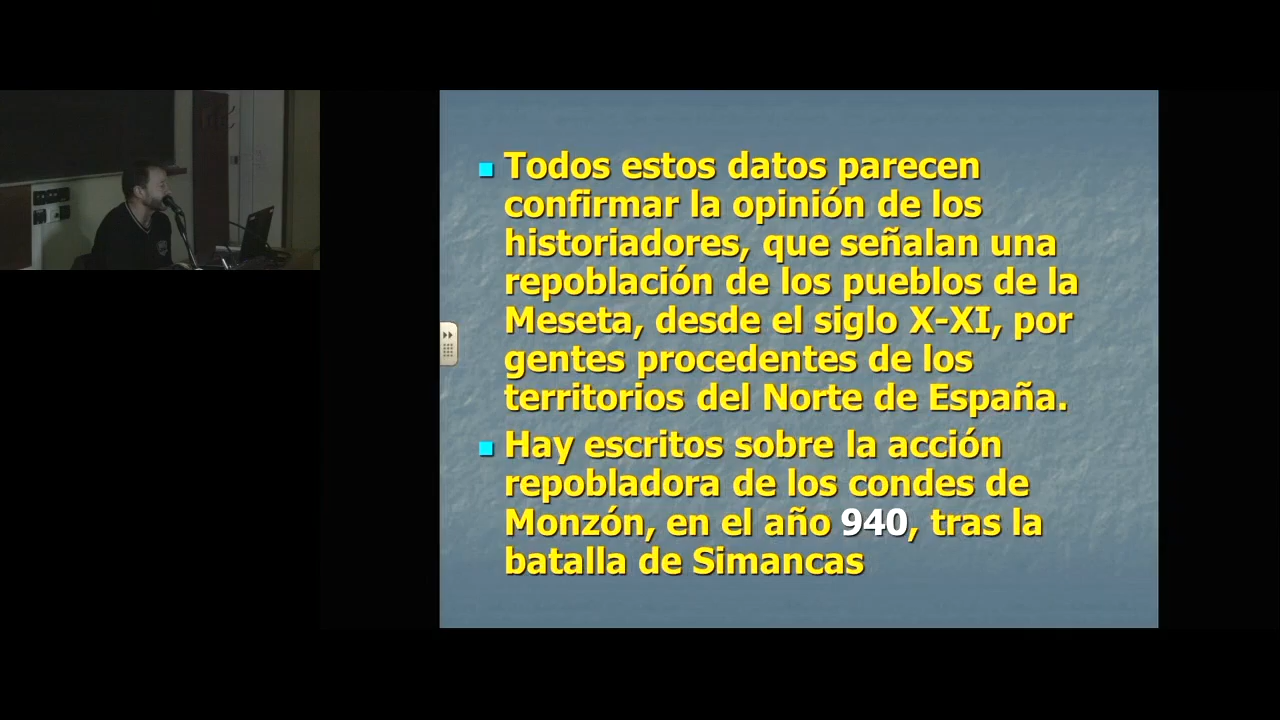 Todos estos datos parecen
confirmar la opinión de los
historiadores, que señalan una
repoblación de los pueblos de la
Meseta, desde el siglo X-XI, por
gentes procedentes de los
territorios del Norte de España.
Hay escritos sobre la acción
repobladora de los condes de
Monzón, en el año 940, tras la
batalla de Simancas